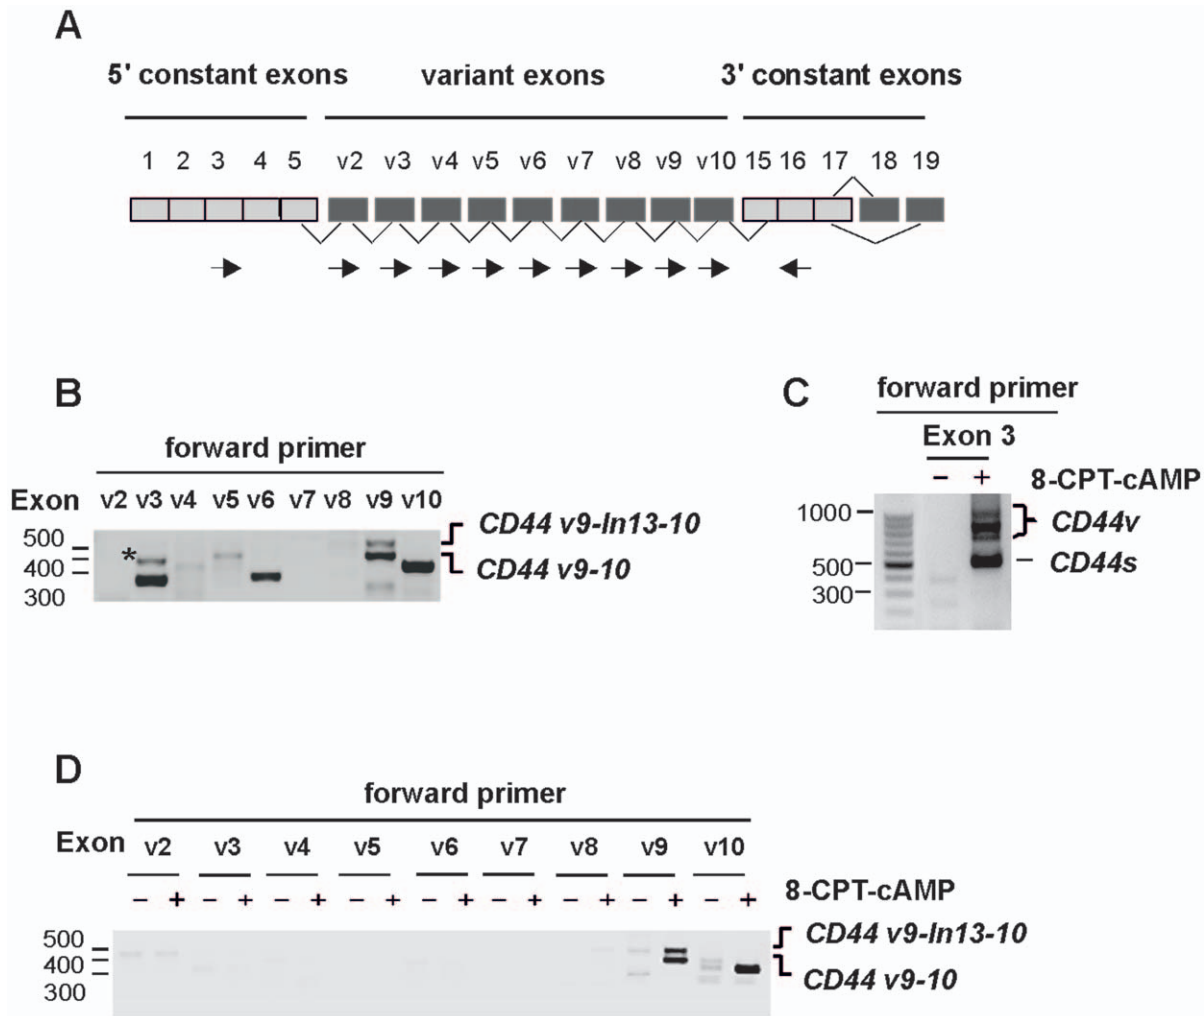 A
5' constant exons variant exons 3' constant exons
1 2 3 4 5 v2 v3 v4 v5 v6 v7 v8 v9 v10 15 16 17 18 19
B
forward primer
Exon v2 v3 v4 v5 v6 v7 v8 v9 v10
500
400
300
*
CD44 v9-In13-10
CD44 v9-10
C
forward primer
Exon 3
– + 8-CPT-cAMP
1000
500
300
CD44v
CD44s
D
forward primer
Exon v2 v3 v4 v5 v6 v7 v8 v9 v10
– + – + – + – + – + – + – + – + – + 8-CPT-cAMP
500
400
300
CD44 v9-In13-10
CD44 v9-10